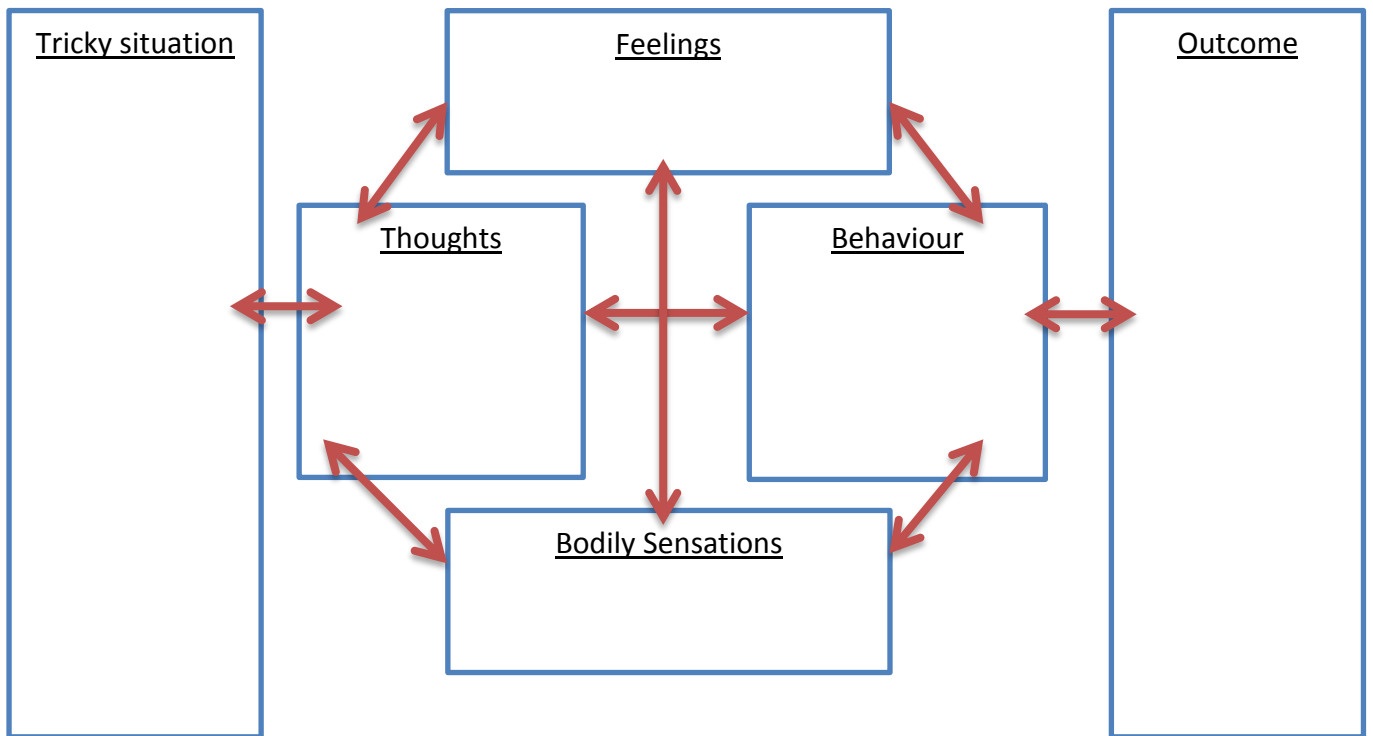 Tricky situation
Feelings
Outcome
Thoughts
Behaviour
Bodily Sensations